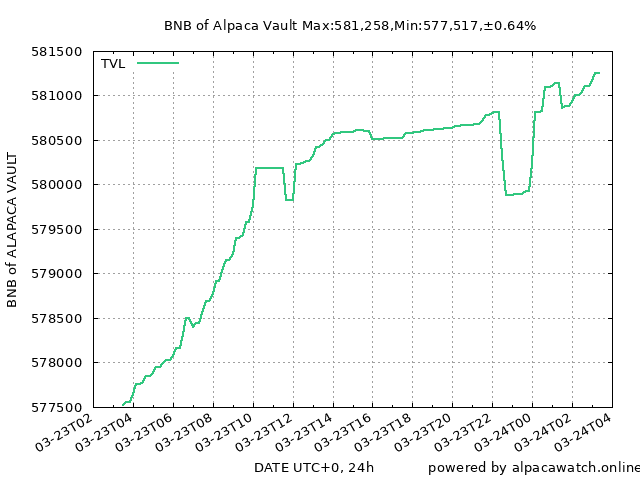 BNB of Alpaca Vault Max:581,258,Min:577,517,±0.64%
TVL
581500
581000
580500
580000
579500
579000
578500
578000
577500
BNB of ALAPACA VAULT
03-23T02
03-23T04
03-23T06
03-23T08
03-23T10
03-23T12
03-23T14
03-23T16
03-23T18
03-23T20
03-23T22
03-24T00
03-24T02
03-24T04
DATE UTC+0, 24h
powered by alpacawatch.online